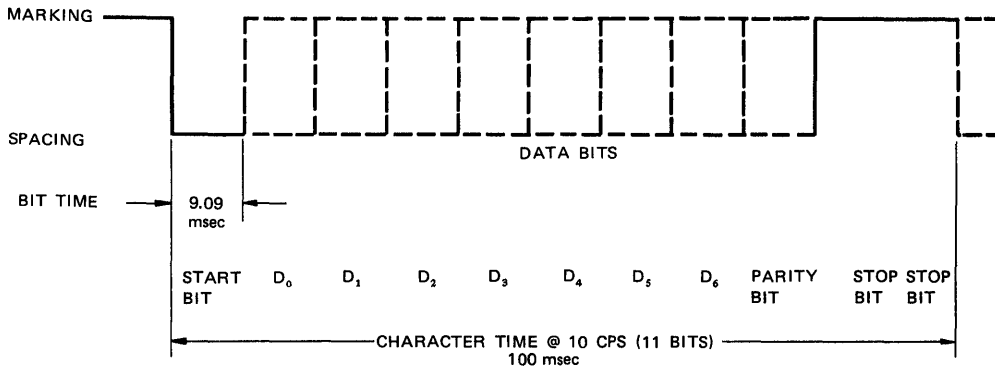 MARKING
SPACING
DATA BITS
BIT TIME
9.09
msec
START BIT
D₀
D₁
D₂
D₃
D₄
D₅
D₆
PARITY BIT
STOP BIT
STOP BIT
CHARACTER TIME @ 10 CPS (11 BITS)
100 msec